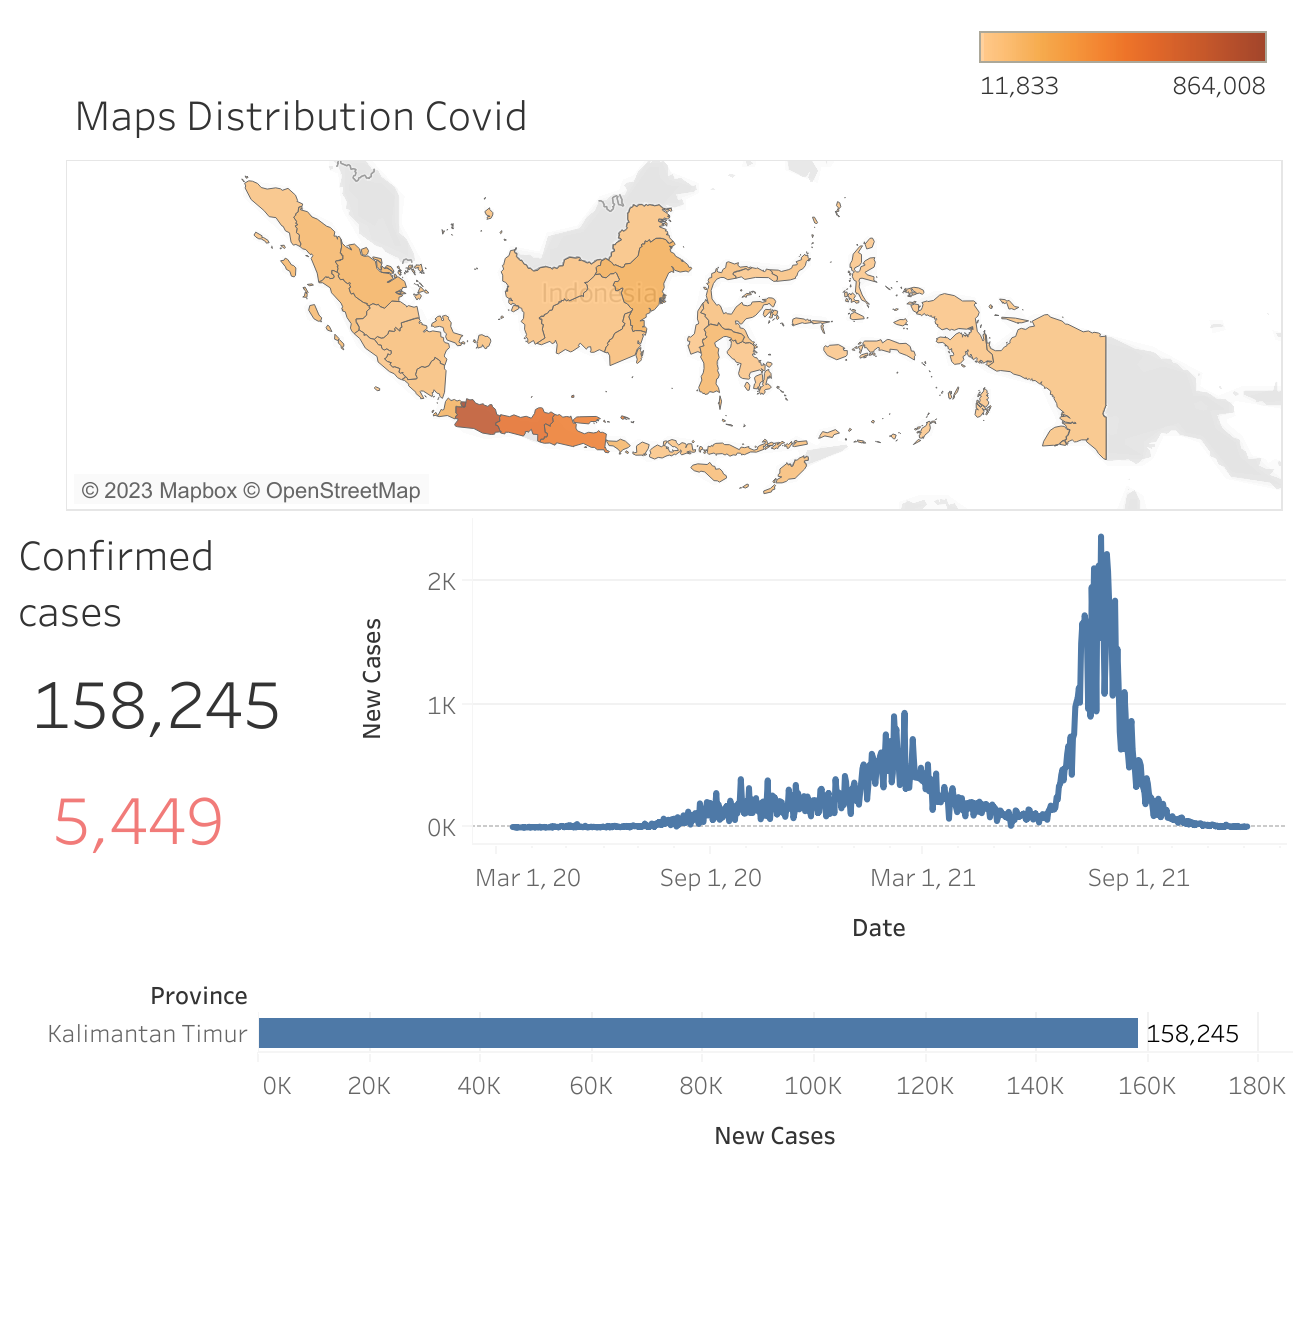 11,833 864,008
Maps Distribution Covid
Indonesia
© 2023 Mapbox © OpenStreetMap
Confirmed
cases
158,245
5,449
New Cases
2K
1K
0K
Mar 1, 20 Sep 1, 20 Mar 1, 21 Sep 1, 21
Date
Province
Kalimantan Timur 158,245
0K 20K 40K 60K 80K 100K 120K 140K 160K 180K
New Cases